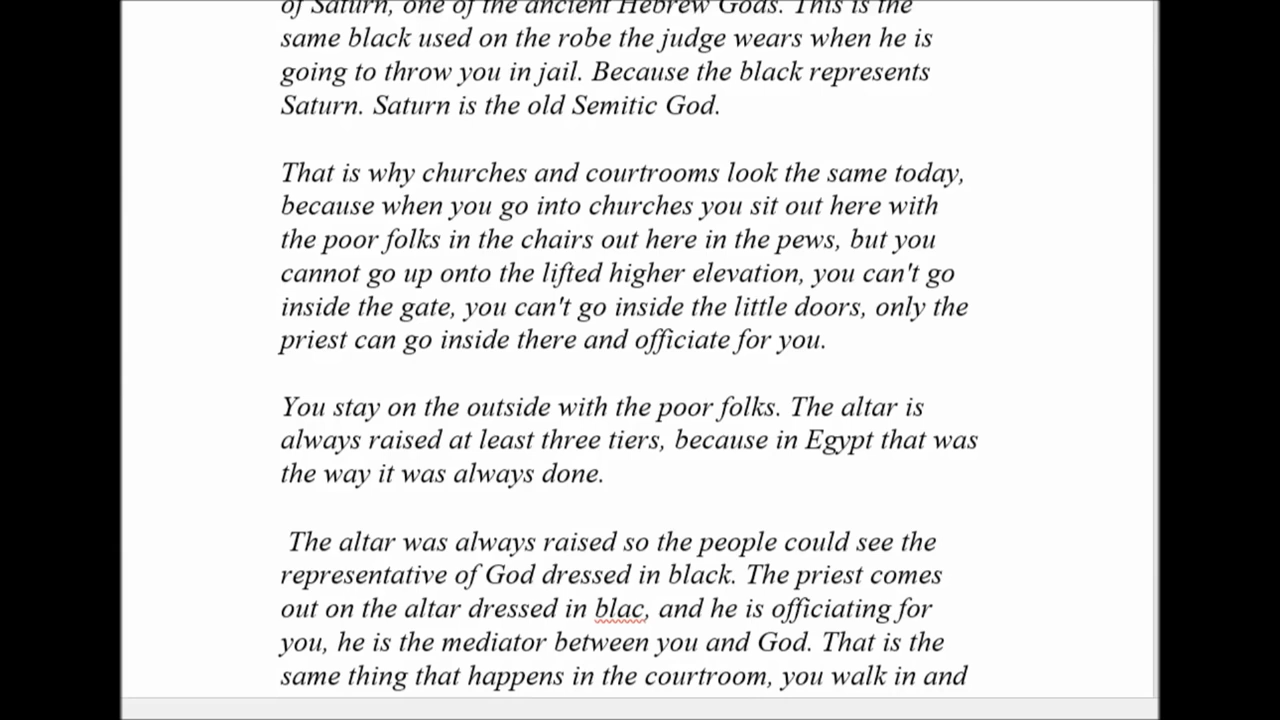 of Saturn, one of the ancient Hebrew Gods. This is the
same black used on the robe the judge wears when he is
going to throw you in jail. Because the black represents
Saturn. Saturn is the old Semitic God.
That is why churches and courtrooms look the same today,
because when you go into churches you sit out here with
the poor folks in the chairs out here in the pews, but you
cannot go up onto the lifted higher elevation, you can't go
inside the gate, you can't go inside the little doors, only the
priest can go inside there and officiate for you.
You stay on the outside with the poor folks. The altar is
always raised at least three tiers, because in Egypt that was
the way it was always done.
The altar was always raised so the people could see the
representative of God dressed in black. The priest comes
out on the altar dressed in blac, and he is officiating for
you, he is the mediator between you and God. That is the
same thing that happens in the courtroom, you walk in and